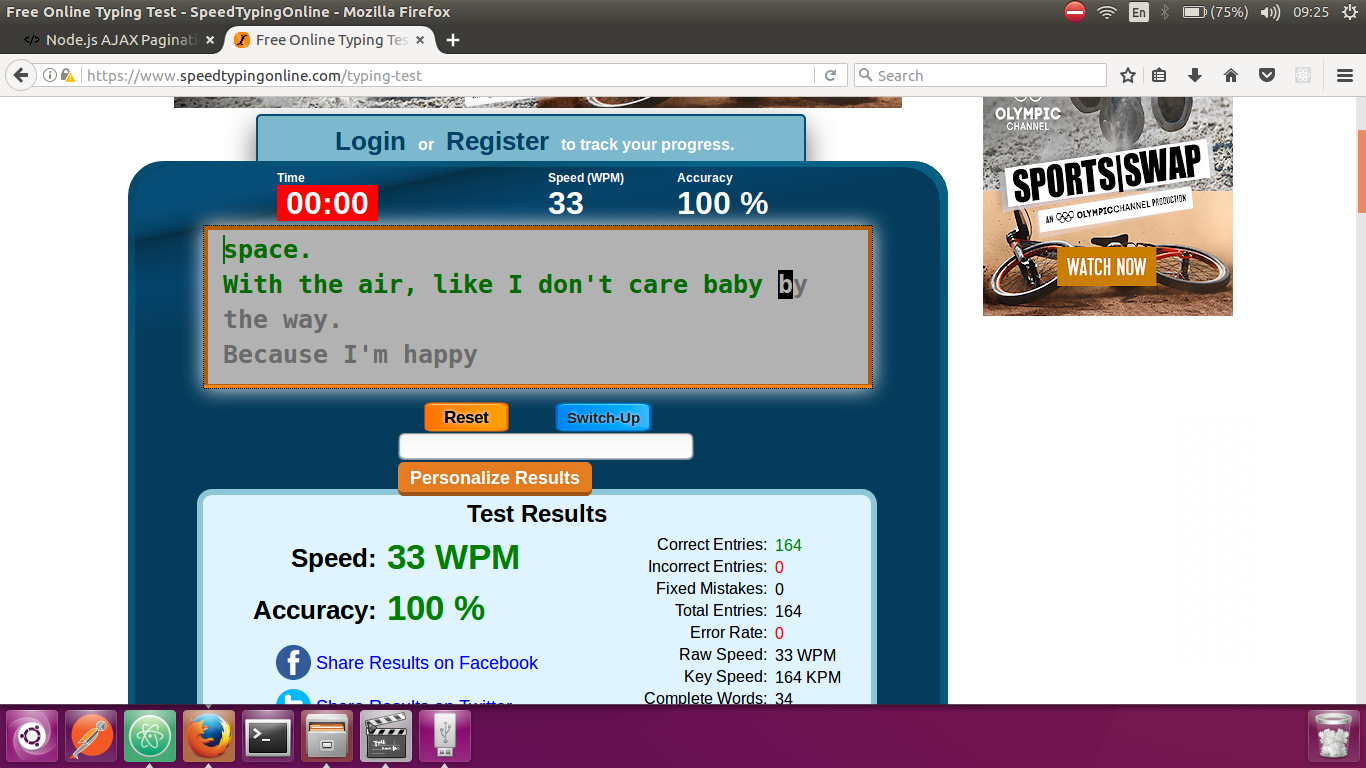 Free Online Typing Test - SpeedTypingOnline - Mozilla Firefox
En
(75%)
09:25
</> Node.js AJAX Paginati ×
Free Online Typing Tes ×
https://www.speedtypingonline.com/typing-test
Search
OLYMPIC
CHANNEL
SPORTS|SWAP
AN OLYMPICCHANNEL PRODUCTION
WATCH NOW
Login or Register to track your progress.
Time
Speed (WPM)
Accuracy
00:00
33
100 %
space.
With the air, like I don't care baby by
the way.
Because I'm happy
Reset
Switch-Up
Personalize Results
Test Results
Speed: 33 WPM
Accuracy: 100 %
Share Results on Facebook
Share Results on Twitter
Correct Entries: 164
Incorrect Entries: 0
Fixed Mistakes: 0
Total Entries: 164
Error Rate: 0
Raw Speed: 33 WPM
Key Speed: 164 KPM
Complete Words: 34